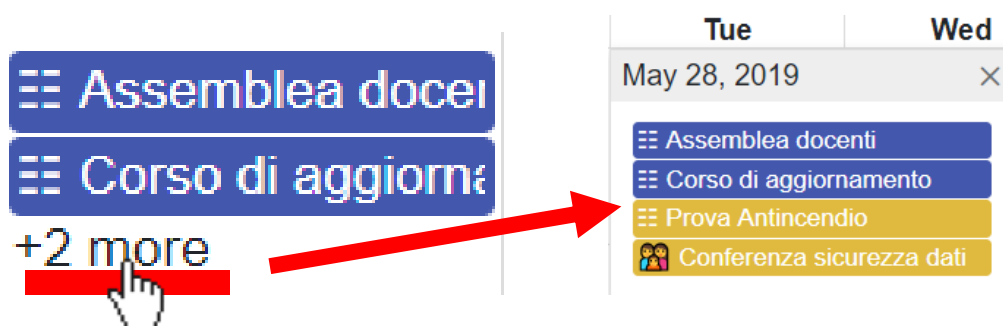 Assemblea docen
Corso di aggiorna
+2 more
Tue Wed
May 28, 2019 ×
Assemblea docenti
Corso di aggiornamento
Prova Antincendio
Conferenza sicurezza dati